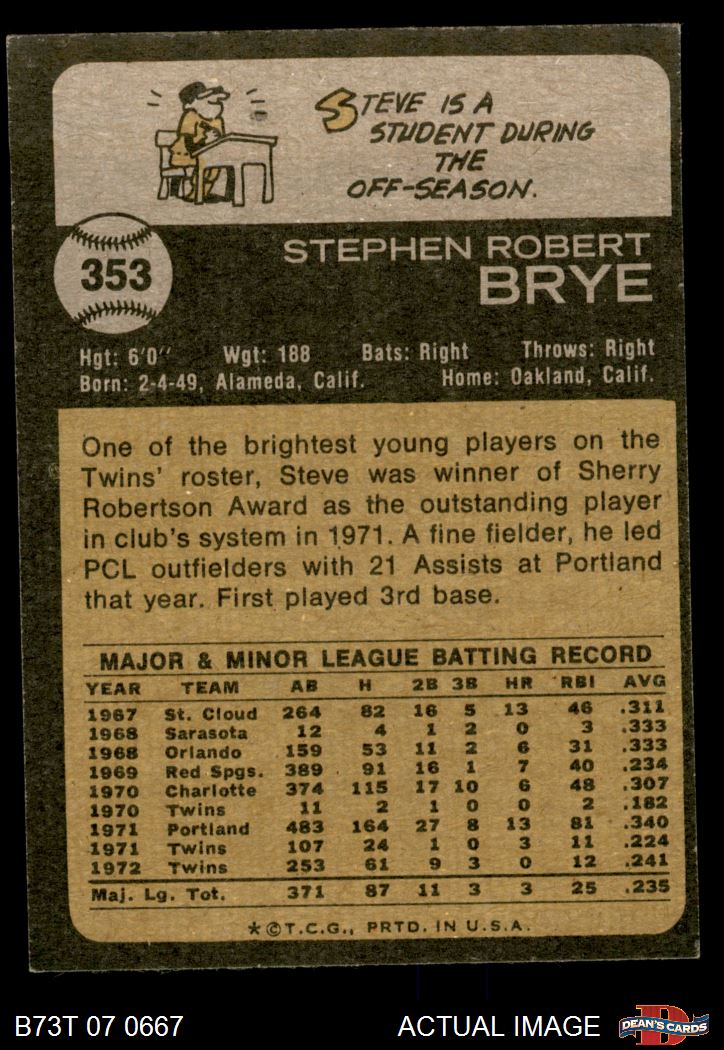 STEVE IS A
STUDENT DURING
THE
OFF-SEASON.
353
STEPHEN ROBERT
BRYE
Hgt: 6'0" Wgt: 188 Bats: Right Throws: Right
Born: 2-4-49, Alameda, Calif. Home: Oakland, Calif.
One of the brightest young players on the
Twins' roster, Steve was winner of Sherry
Robertson Award as the outstanding player
in club's system in 1971. A fine fielder, he led
PCL outfielders with 21 Assists at Portland
that year. First played 3rd base.
MAJOR & MINOR LEAGUE BATTING RECORD
YEAR TEAM AB H 2B 3B HR RBI AVG
1967 St. Cloud 264 82 16 5 13 46 .311
1968 Sarasota 12 4 1 2 0 3 .333
1968 Orlando 159 53 11 2 6 31 .333
1969 Red Spgs. 389 91 16 1 7 40 .234
1970 Charlotte 374 115 17 10 6 48 .307
1970 Twins 11 2 1 0 0 2 .182
1971 Portland 483 164 27 8 13 81 .340
1971 Twins 107 24 1 0 3 11 .224
1972 Twins 253 61 9 3 0 12 .241
Maj. Lg. Tot. 371 87 11 3 3 25 .235
*©T.C.G., PRTD. IN U.S.A.
B73T 07 0667 ACTUAL IMAGE
D
DEAN'S CARDS